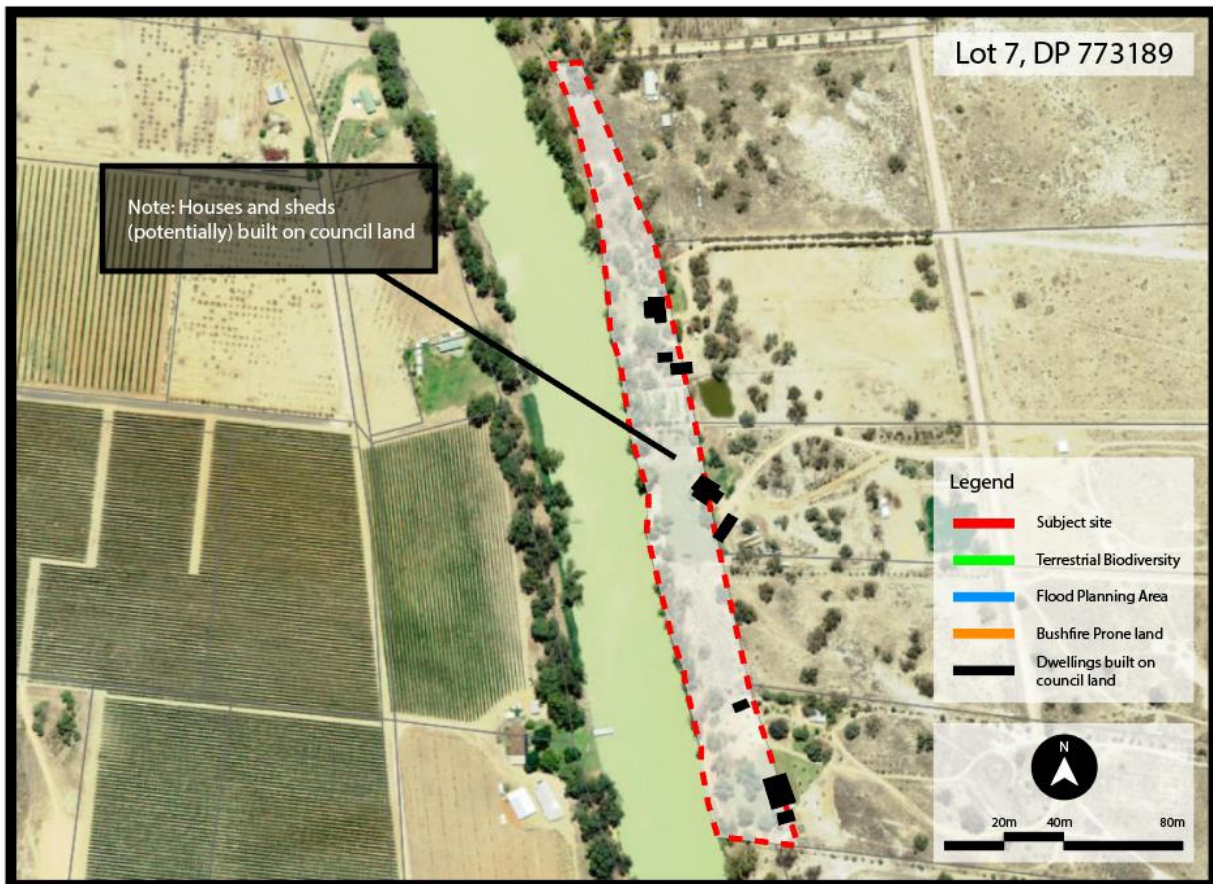 Lot 7, DP 773189
Note: Houses and sheds
(potentially) built on council land
Legend
Subject site
Terrestrial Biodiversity
Flood Planning Area
Bushfire Prone land
Dwellings built on
council land
N
20m 40m 80m